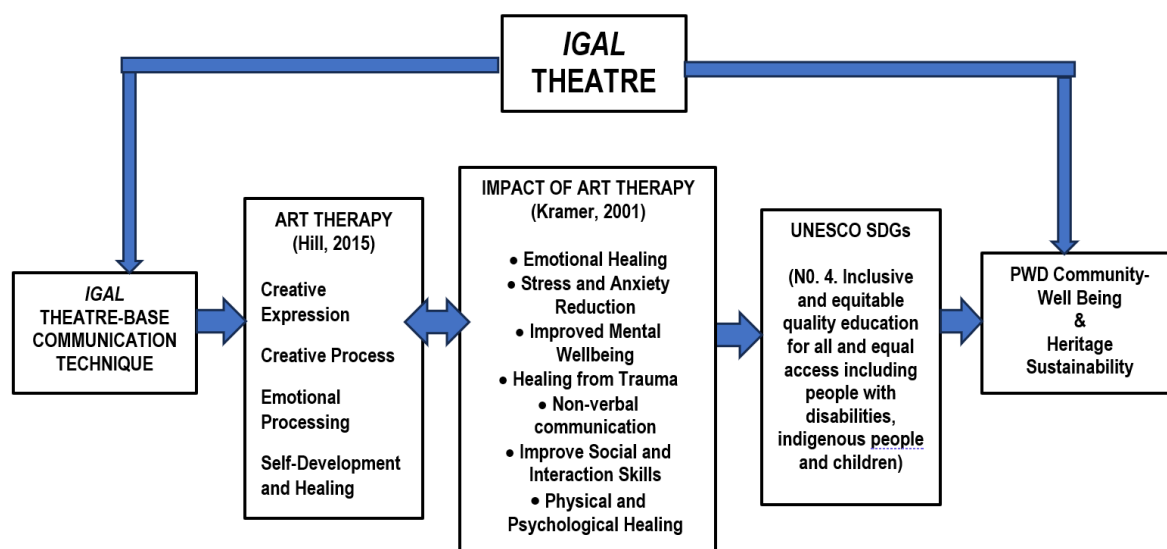 IGAL
THEATRE
IGAL
THEATRE-BASE
COMMUNICATION
TECHNIQUE
ART THERAPY
(Hill, 2015)
Creative
Expression
Creative Process
Emotional
Processing
Self-Development
and Healing
IMPACT OF ART THERAPY
(Kramer, 2001)
● Emotional Healing
● Stress and Anxiety
Reduction
● Improved Mental
Wellbeing
● Healing from Trauma
● Non-verbal
communication
● Improve Social and
Interaction Skills
● Physical and
Psychological Healing
UNESCO SDGs
(N0. 4. Inclusive
and equitable
quality education
for all and equal
access including
people with
disabilities,
indigenous people
and children)
PWD Community-
Well Being
&
Heritage
Sustainability